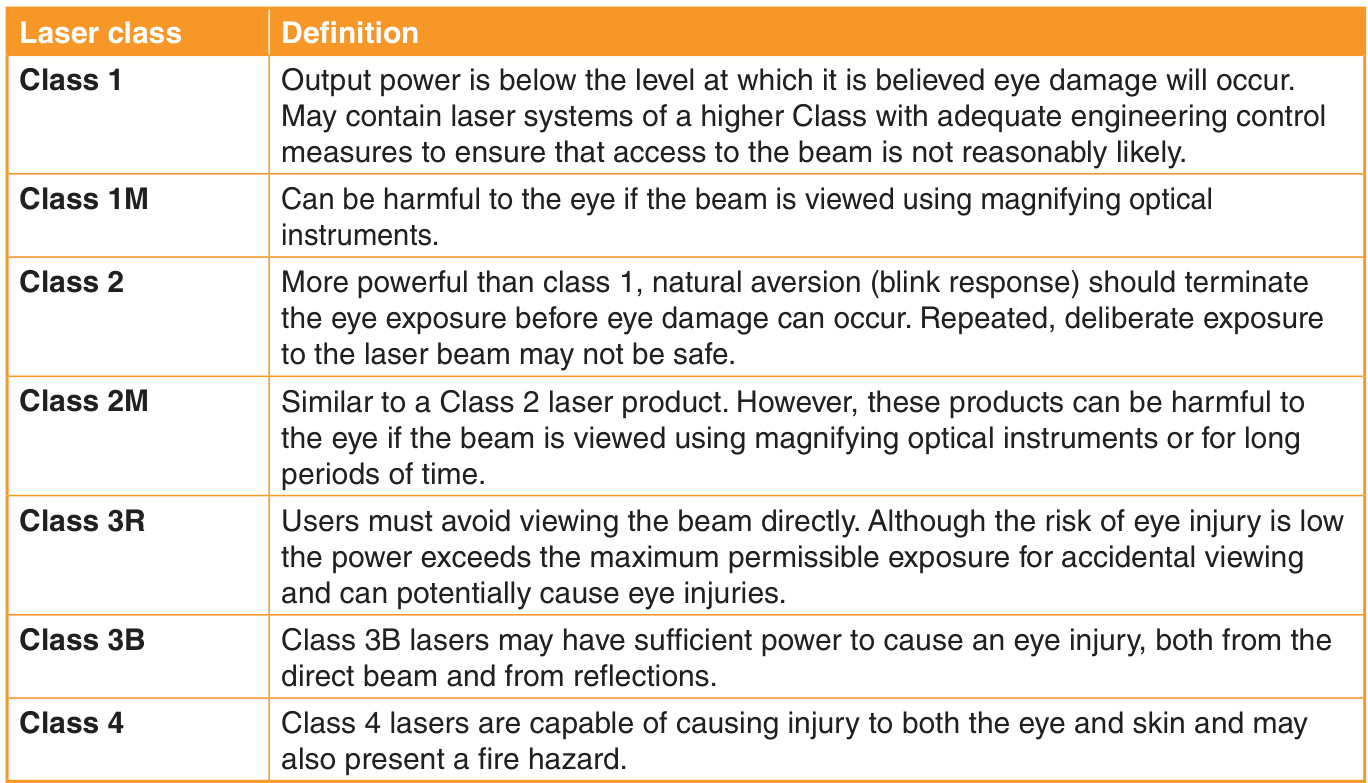 Laser class Definition
Class 1 Output power is below the level at which it is believed eye damage will occur.
May contain laser systems of a higher Class with adequate engineering control
measures to ensure that access to the beam is not reasonably likely.
Class 1M Can be harmful to the eye if the beam is viewed using magnifying optical
instruments.
Class 2 More powerful than class 1, natural aversion (blink response) should terminate
the eye exposure before eye damage can occur. Repeated, deliberate exposure
to the laser beam may not be safe.
Class 2M Similar to a Class 2 laser product. However, these products can be harmful to
the eye if the beam is viewed using magnifying optical instruments or for long
periods of time.
Class 3R Users must avoid viewing the beam directly. Although the risk of eye injury is low
the power exceeds the maximum permissible exposure for accidental viewing
and can potentially cause eye injuries.
Class 3B Class 3B lasers may have sufficient power to cause an eye injury, both from the
direct beam and from reflections.
Class 4 Class 4 lasers are capable of causing injury to both the eye and skin and may
also present a fire hazard.